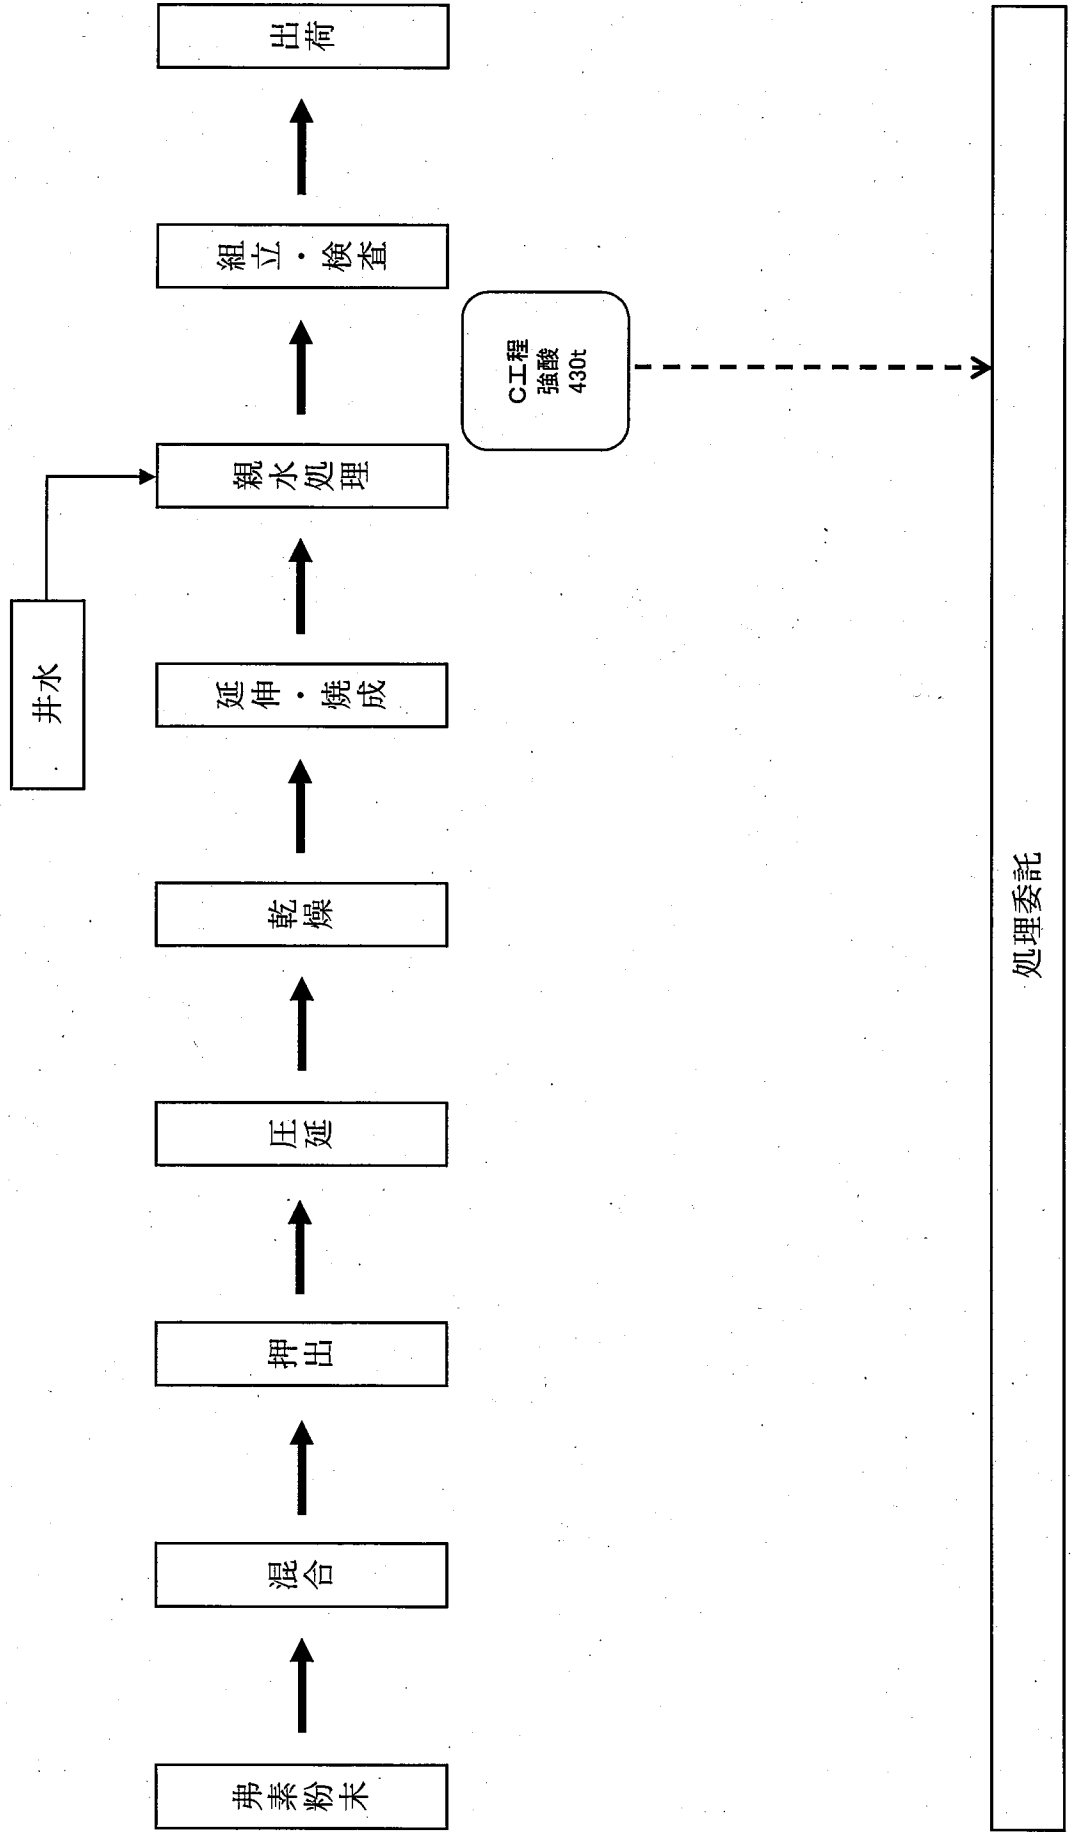 井水
弗素粉末
混合
押出
圧延
乾燥
延伸・焼成
親水処理
組立・検査
出荷
C工程
強酸
430t
処理委託